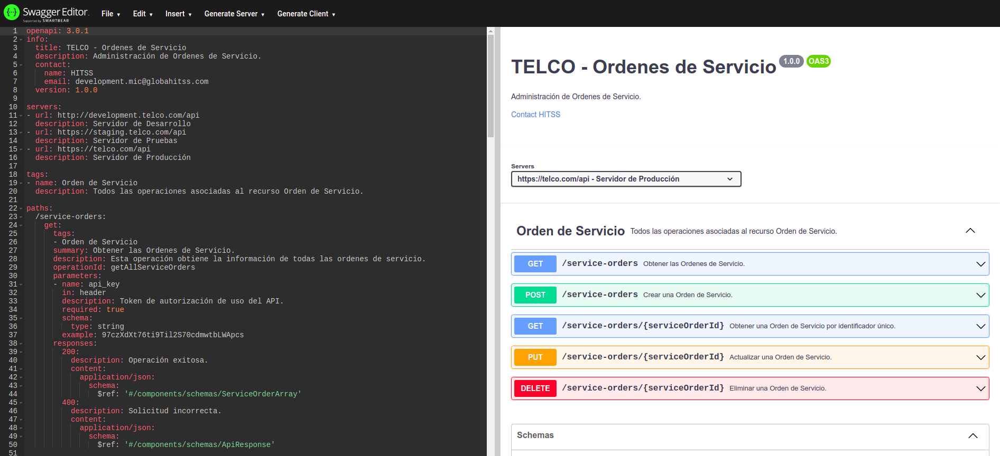 Swagger Editor.
Supported by SMARTBEAR
File ▾ Edit ▾ Insert ▾ Generate Server ▾ Generate Client ▾
1 openapi: 3.0.1
2 info:
3 title: TELCO - Ordenes de Servicio
4 description: Administración de Ordenes de Servicio.
5 contact:
6 name: HITSS
7 email: development.mic@globahitss.com
8 version: 1.0.0
9
10 servers:
11 - url: http://development.telco.com/api
12 description: Servidor de Desarrollo
13 - url: https://staging.telco.com/api
14 description: Servidor de Pruebas
15 - url: https://telco.com/api
16 description: Servidor de Producción
17
18 tags:
19 - name: Orden de Servicio
20 description: Todos las operaciones asociadas al recurso Orden de Servicio.
21
22 paths:
23 /service-orders:
24 get:
25 tags:
26 - Orden de Servicio
27 summary: Obtener las Ordenes de Servicio.
28 description: Esta operación obtiene la información de todas las ordenes de servicio.
29 operationId: getAllServiceOrders
30 parameters:
31 - name: api_key
32 in: header
33 description: Token de autorización de uso del API.
34 required: true
35 schema:
36 type: string
37 example: 97czXdXt76ti9Til2S70cdmwtbLWApcs
38 responses:
39 200:
40 description: Operación exitosa.
41 content:
42 application/json:
43 schema:
44 $ref: '#/components/schemas/ServiceOrderArray'
45 400:
46 description: Solicitud incorrecta.
47 content:
48 application/json:
49 schema:
50 $ref: '#/components/schemas/ApiResponse'
51
TELCO - Ordenes de Servicio 1.0.0 OAS3
Administración de Ordenes de Servicio.
Contact HITSS
Servers
https://telco.com/api - Servidor de Producción
Orden de Servicio Todos las operaciones asociadas al recurso Orden de Servicio.
GET /service-orders Obtener las Ordenes de Servicio.
POST /service-orders Crear una Orden de Servicio.
GET /service-orders/{serviceOrderId} Obtener una Orden de Servicio por identificador único.
PUT /service-orders/{serviceOrderId} Actualizar una Orden de Servicio.
DELETE /service-orders/{serviceOrderId} Eliminar una Orden de Servicio.
Schemas